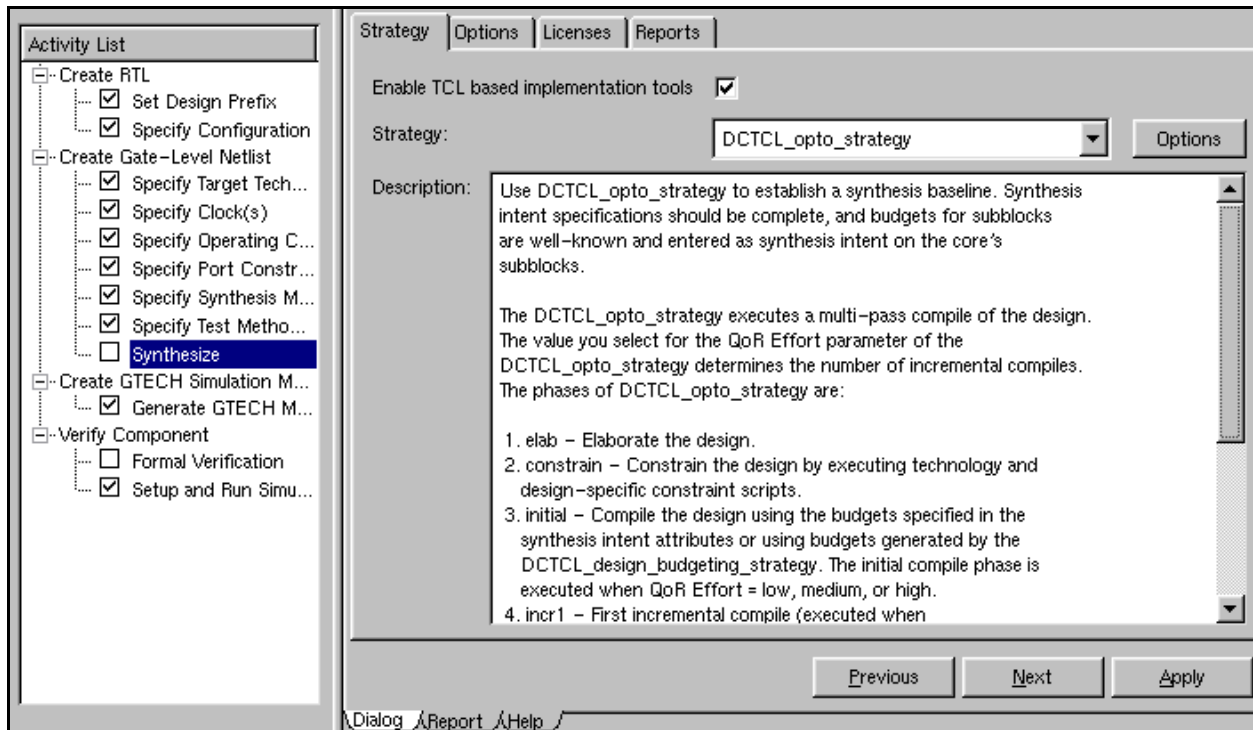 Activity List
Create RTL
Set Design Prefix
Specify Configuration
Create Gate-Level Netlist
Specify Target Tech...
Specify Clock(s)
Specify Operating C...
Specify Port Constr...
Specify Synthesis M...
Specify Test Metho...
Synthesize
Create GTECH Simulation M...
Generate GTECH M...
Verify Component
Formal Verification
Setup and Run Simu...
Strategy Options Licenses Reports
Enable TCL based implementation tools
Strategy: DCTCL_opto_strategy Options
Description:
Use DCTCL_opto_strategy to establish a synthesis baseline. Synthesis
intent specifications should be complete, and budgets for subblocks
are well-known and entered as synthesis intent on the core's
subblocks.
The DCTCL_opto_strategy executes a multi-pass compile of the design.
The value you select for the QoR Effort parameter of the
DCTCL_opto_strategy determines the number of incremental compiles.
The phases of DCTCL_opto_strategy are:
1. elab - Elaborate the design.
2. constrain - Constrain the design by executing technology and
design-specific constraint scripts.
3. initial - Compile the design using the budgets specified in the
synthesis intent attributes or using budgets generated by the
DCTCL_design_budgeting_strategy. The initial compile phase is
executed when QoR Effort = low, medium, or high.
4. incr1 - First incremental compile (executed when
Previous Next Apply
Dialog Report Help